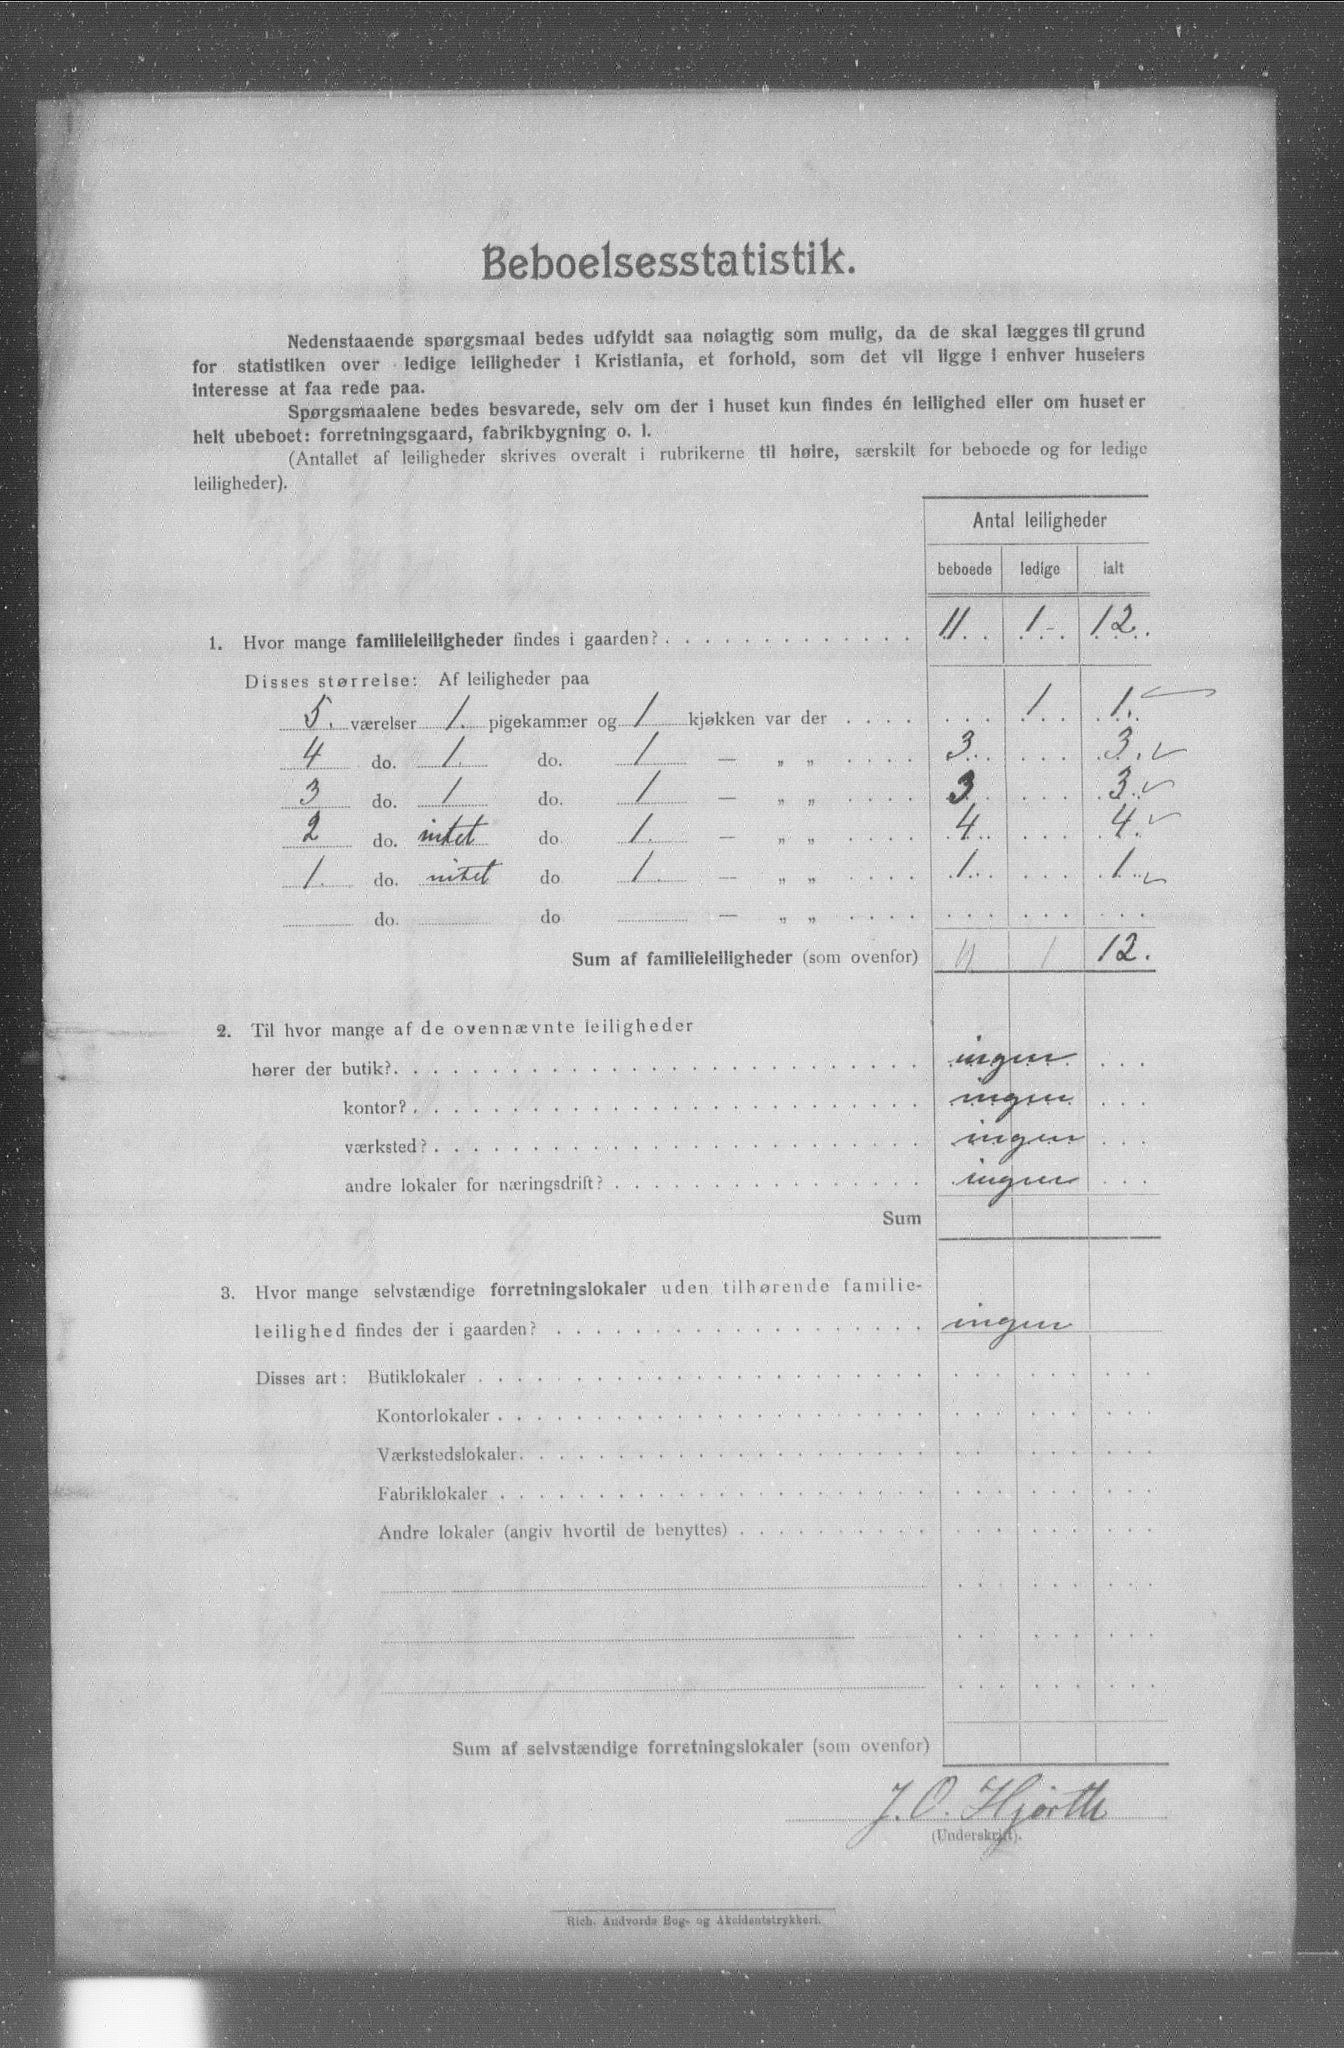 Beboelsesstatistik.
Nedenstaaende spørgsmaal bedes udfyldt saa nøiagtig som mulig, da de skal lægges til grund
for statistiken over ledige leiligheder i Kristiania, et forhold, som det vil ligge i enhver huseiers
interesse at faa rede paa.
Spørgsmaalene bedes besvarede, selv om der i huset kun findes én leilighed eller om huset er
helt ubeboet: forretningsgaard, fabrikbygning o. l.
(Antallet af leiligheder skrives overalt i rubrikerne til høire, særskilt for beboede og for ledige
leiligheder).
Antal leiligheder
beboede ledige ialt
1. Hvor mange familieleiligheder findes i gaarden? 11 1 - 12
Disses størrelse: Af leiligheder paa
5. værelser 1. pigekammer og 1 kjøkken var der 1 1.
4 do. 1. do. 1 — „ „ 3 3.
3 do. 1 do. 1 — „ „ 3 3.
2 do. intet do. 1. — „ „ 4 4.
1. do. intet do 1. — „ „ 1 1
do. do — „ „
Sum af familieleiligheder (som ovenfor) 11 1 12.
2. Til hvor mange af de ovennævnte leiligheder
hører der butik? ingen
kontor? ingen
værksted? ingen
andre lokaler for næringsdrift? ingen
Sum
3. Hvor mange selvstændige forretningslokaler uden tilhørende familie-
leilighed findes der i gaarden? ingen
Disses art: Butiklokaler
Kontorlokaler
Værkstedslokaler
Fabriklokaler
Andre lokaler (angiv hvortil de benyttes)
Sum af selvstændige forretningslokaler (som ovenfor)
J. O. Hjorth
(Underskrift).
Rich. Andvords Bog- og Akcidentstrykkeri.